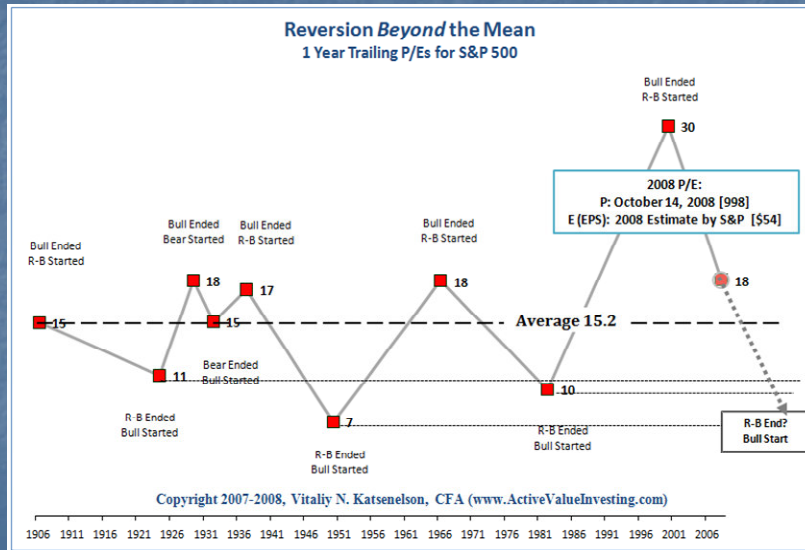 Reversion Beyond the Mean
1 Year Trailing P/Es for S&P 500
Bull Ended
R-B Started
30
2008 P/E:
P: October 14, 2008 [998]
E (EPS): 2008 Estimate by S&P [$54]
Bull Ended
R-B Started
Bull Ended
Bear Started
Bull Ended
R-B Started
Bull Ended
R-B Started
18
17
18
18
15
15
Average 15.2
11
Bear Ended
Bull Started
10
R-B Ended
Bull Started
7
R-B Ended
Bull Started
R-B Ended
Bull Started
R-B End?
Bull Start
Copyright 2007-2008, Vitaliy N. Katsenelson, CFA (www.ActiveValueInvesting.com)
1906 1911 1916 1921 1926 1931 1936 1941 1946 1951 1956 1961 1966 1971 1976 1981 1986 1991 1996 2001 2006